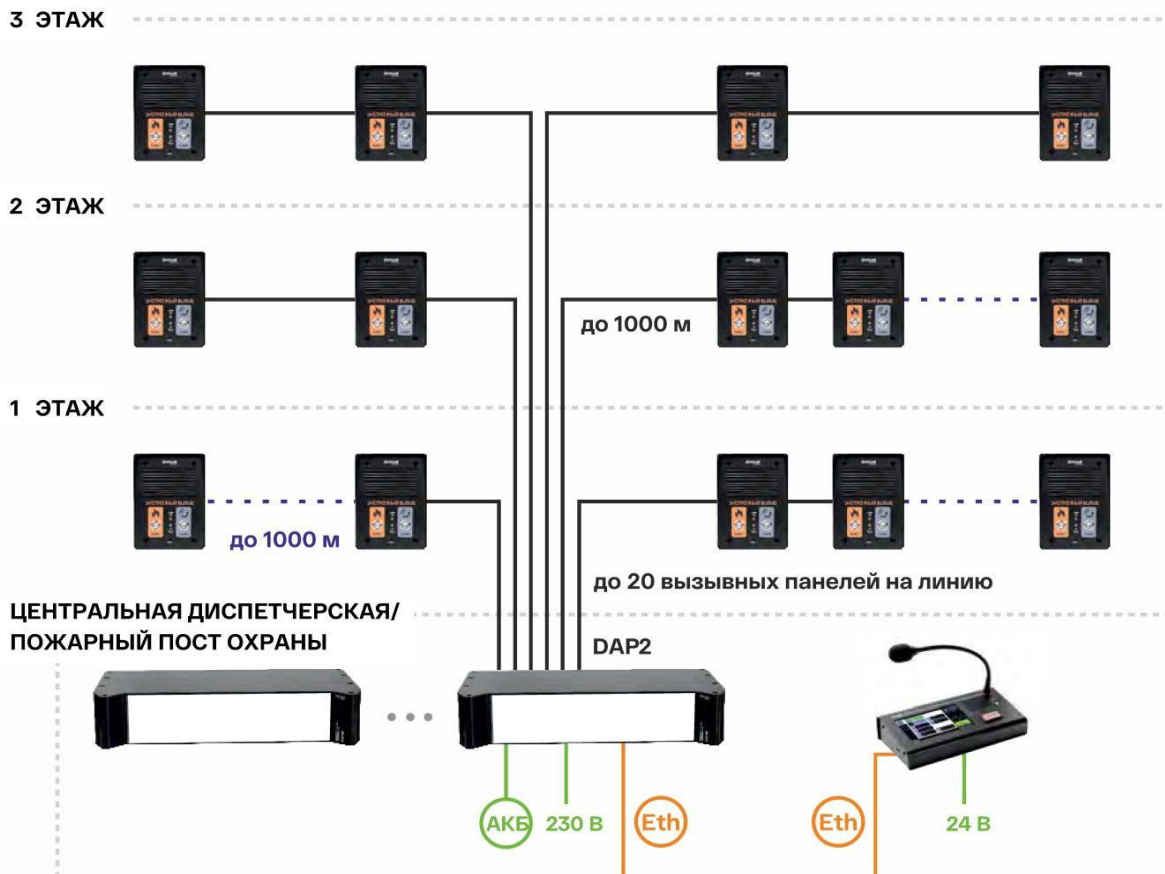 3 ЭТАЖ
2 ЭТАЖ
до 1000 м
1 ЭТАЖ
до 1000 м
до 20 вызывных панелей на линию
ЦЕНТРАЛЬНАЯ ДИСПЕТЧЕРСКАЯ/
ПОЖАРНЫЙ ПОСТ ОХРАНЫ
DAP2
АКБ
230 В
Eth
Eth
24 В